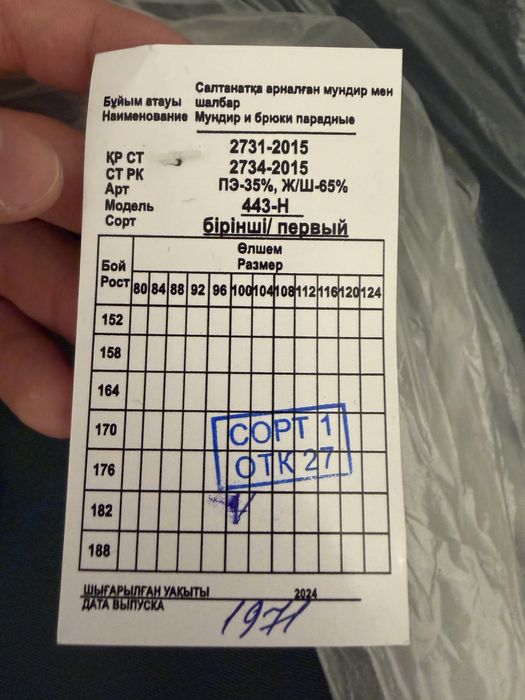 Бұйым атауы Салтанатқа арналған мундир мен шалбар
Наименование Мундир и брюки парадные
ҚР СТ 2731-2015
СТ РК 2734-2015
Арт ПЭ-35%, Ж/Ш-65%
Модель 443-Н
Сорт бірінші/ первый
Бой Рост
Өлшем
Размер
80 84 88 92 96 100 104 108 112 116 120 124
152
158
164
170
176
182
188
СОРТ 1
ОТК 27
ШЫҒАРЫЛҒАН УАҚЫТЫ 2024
ДАТА ВЫПУСКА
1971